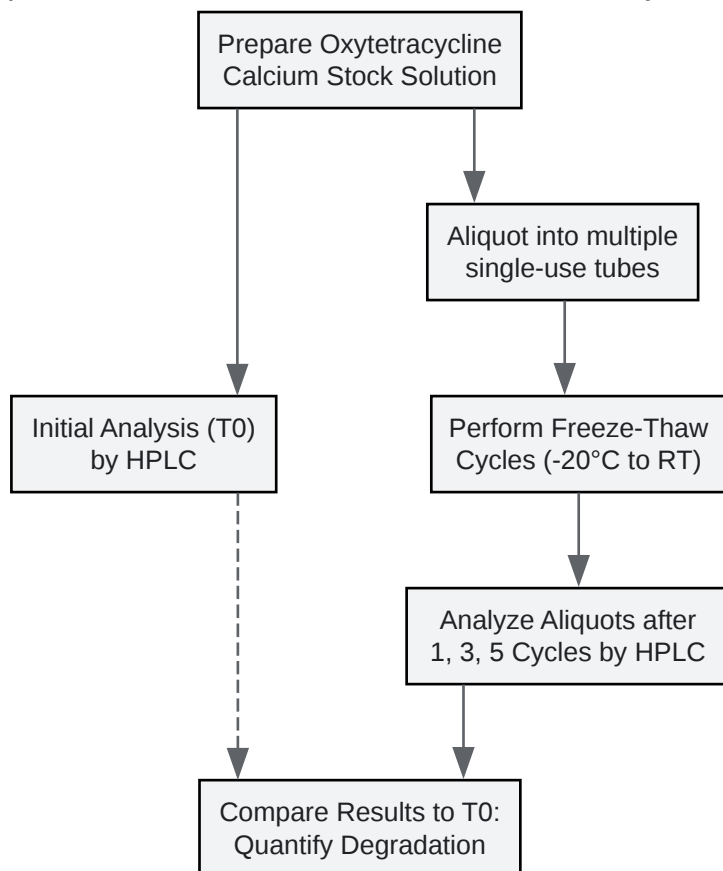 Prepare Oxytetracycline
Calcium Stock Solution
Aliquot into multiple
single-use tubes
Initial Analysis (T0)
by HPLC
Perform Freeze-Thaw
Cycles (-20°C to RT)
Analyze Aliquots after
1, 3, 5 Cycles by HPLC
Compare Results to T0:
Quantify Degradation